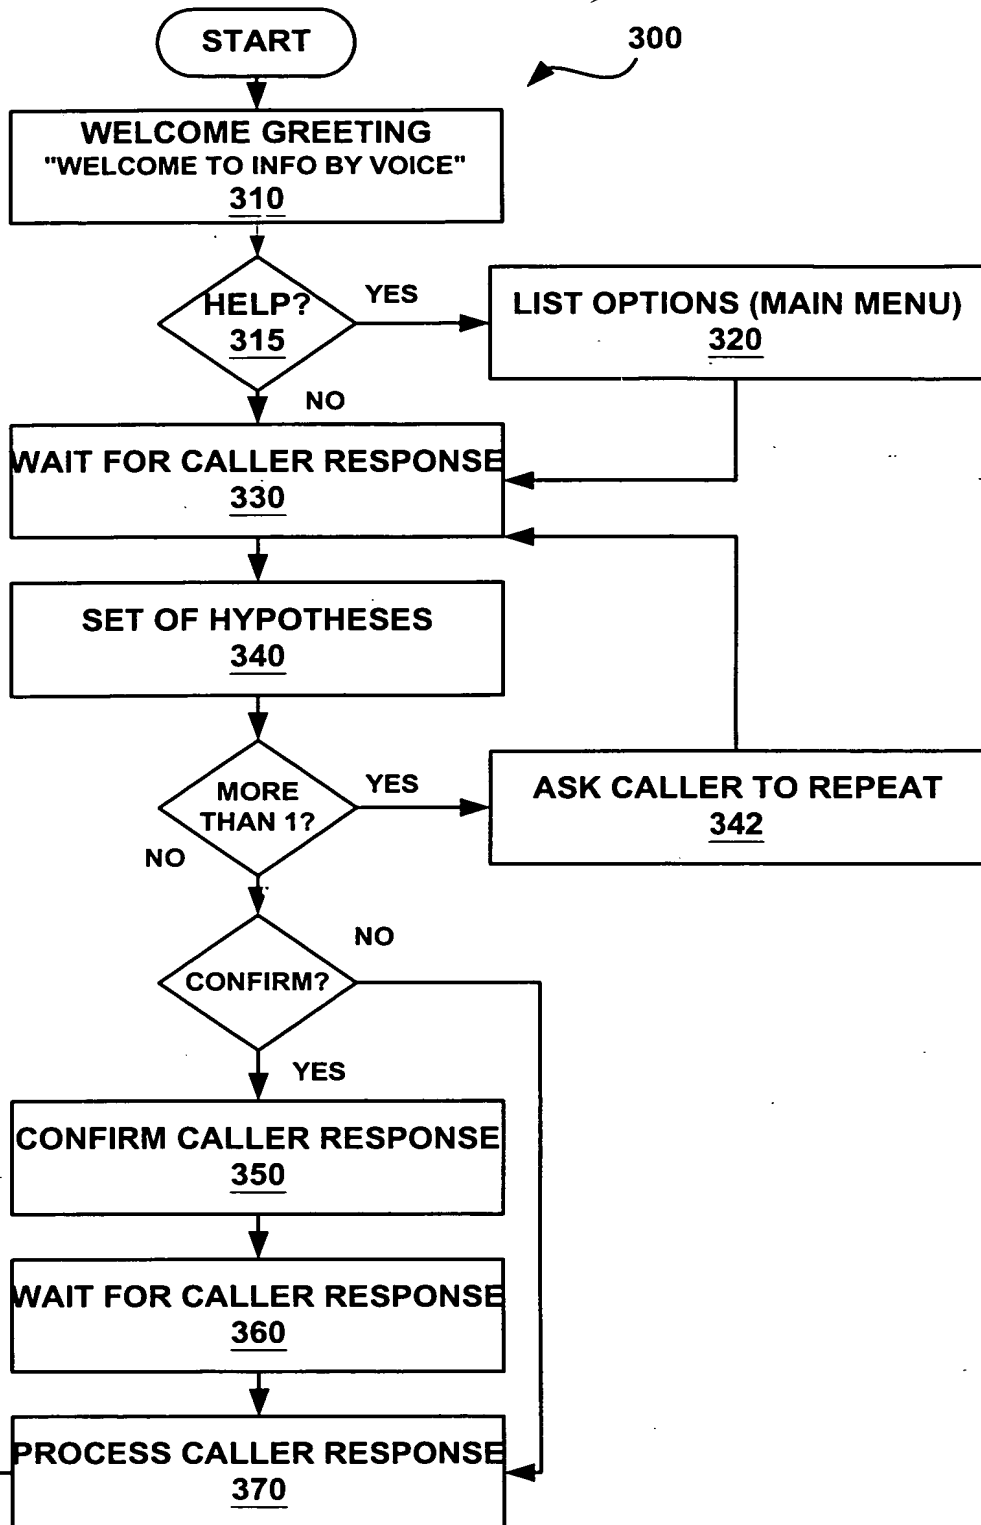 START
300
WELCOME GREETING
"WELCOME TO INFO BY VOICE"
310
HELP?
315
YES
LIST OPTIONS (MAIN MENU)
320
NO
WAIT FOR CALLER RESPONSE
330
SET OF HYPOTHESES
340
MORE
THAN 1?
YES
ASK CALLER TO REPEAT
342
NO
CONFIRM?
NO
YES
CONFIRM CALLER RESPONSE
350
WAIT FOR CALLER RESPONSE
360
PROCESS CALLER RESPONSE
370